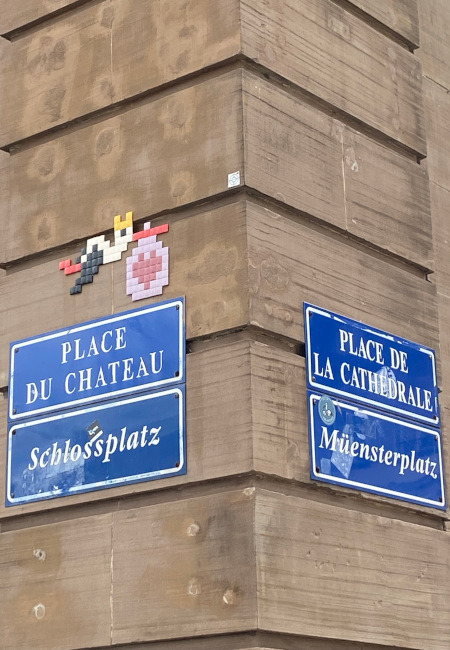 PLACE
DU CHATEAU
Schlossplatz
PLACE DE
LA CATHÉDRALE
Müensterplatz